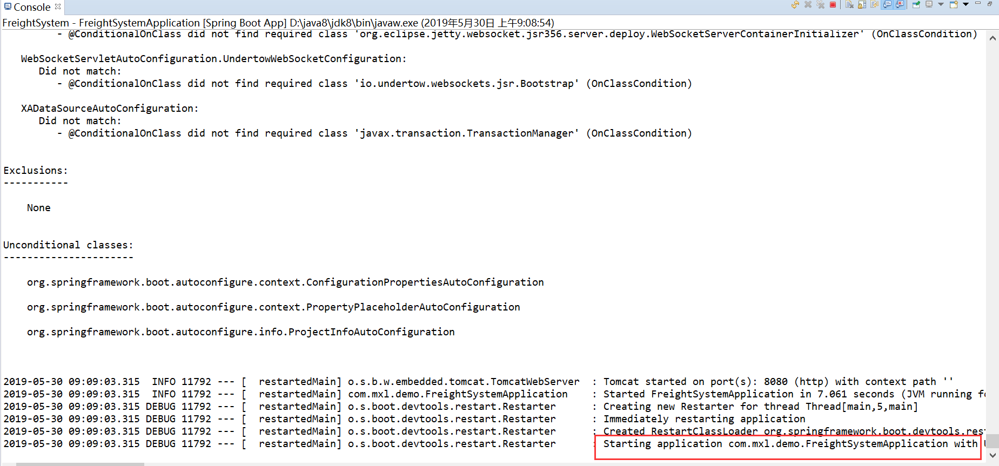 Console
FreightSystem - FreightSystemApplication [Spring Boot App] D:\java8\jdk8\bin\javaw.exe (2019年5月30日 上午9:08:54)
- @ConditionalOnClass did not find required class 'org.eclipse.jetty.websocket.jsr356.server.deploy.WebSocketServerContainerInitializer' (OnClassCondition)
WebSocketServletAutoConfiguration.UndertowWebSocketConfiguration:
Did not match:
- @ConditionalOnClass did not find required class 'io.undertow.websockets.jsr.Bootstrap' (OnClassCondition)
XADataSourceAutoConfiguration:
Did not match:
- @ConditionalOnClass did not find required class 'javax.transaction.TransactionManager' (OnClassCondition)
Exclusions:
-----------
None
Unconditional classes:
----------------------
org.springframework.boot.autoconfigure.context.ConfigurationPropertiesAutoConfiguration
org.springframework.boot.autoconfigure.context.PropertyPlaceholderAutoConfiguration
org.springframework.boot.autoconfigure.info.ProjectInfoAutoConfiguration
2019-05-30 09:09:03.315  INFO 11792 --- [  restartedMain] o.s.b.w.embedded.tomcat.TomcatWebServer  : Tomcat started on port(s): 8080 (http) with context path ''
2019-05-30 09:09:03.315  INFO 11792 --- [  restartedMain] com.mxl.demo.FreightSystemApplication    : Started FreightSystemApplication in 7.061 seconds (JVM running
2019-05-30 09:09:03.315 DEBUG 11792 --- [  restartedMain] o.s.boot.devtools.restart.Restarter      : Creating new Restarter for thread Thread[main,5,main]
2019-05-30 09:09:03.315 DEBUG 11792 --- [  restartedMain] o.s.boot.devtools.restart.Restarter      : Immediately restarting application
2019-05-30 09:09:03.315 DEBUG 11792 --- [  restartedMain] o.s.boot.devtools.restart.Restarter      : Created RestartClassLoader org.springframework.boot.devtools.res
2019-05-30 09:09:03.315 DEBUG 11792 --- [  restartedMain] o.s.boot.devtools.restart.Restarter      : Starting application com.mxl.demo.FreightSystemApplication with